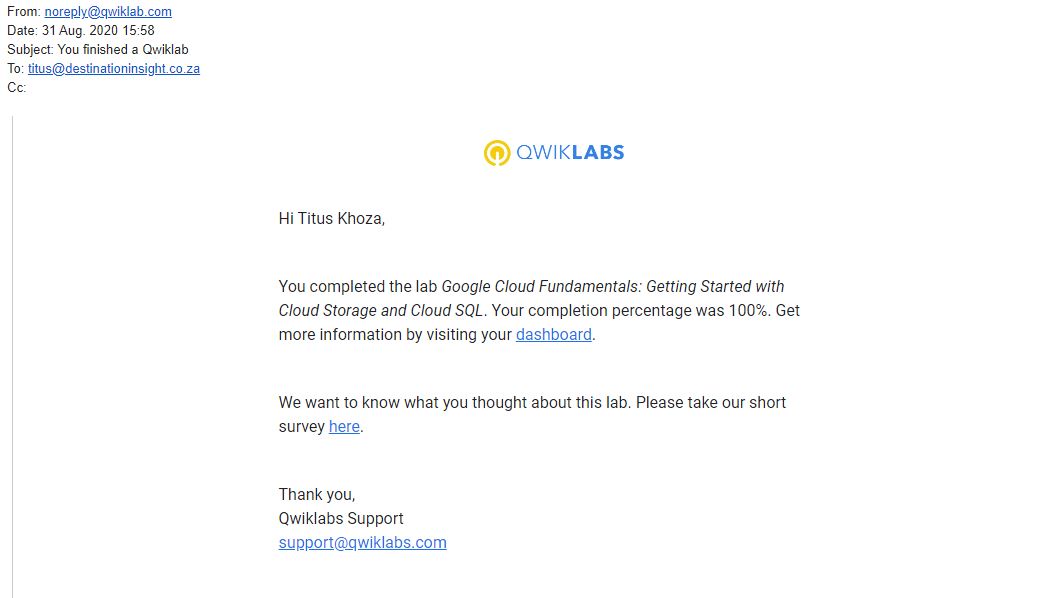 From: noreply@qwiklab.com
Date: 31 Aug. 2020 15:58
Subject: You finished a Qwiklab
To: titus@destinationinsight.co.za
Cc:
QWIKLABS
Hi Titus Khoza,
You completed the lab Google Cloud Fundamentals: Getting Started with
Cloud Storage and Cloud SQL. Your completion percentage was 100%. Get
more information by visiting your dashboard.
We want to know what you thought about this lab. Please take our short
survey here.
Thank you,
Qwiklabs Support
support@qwiklabs.com